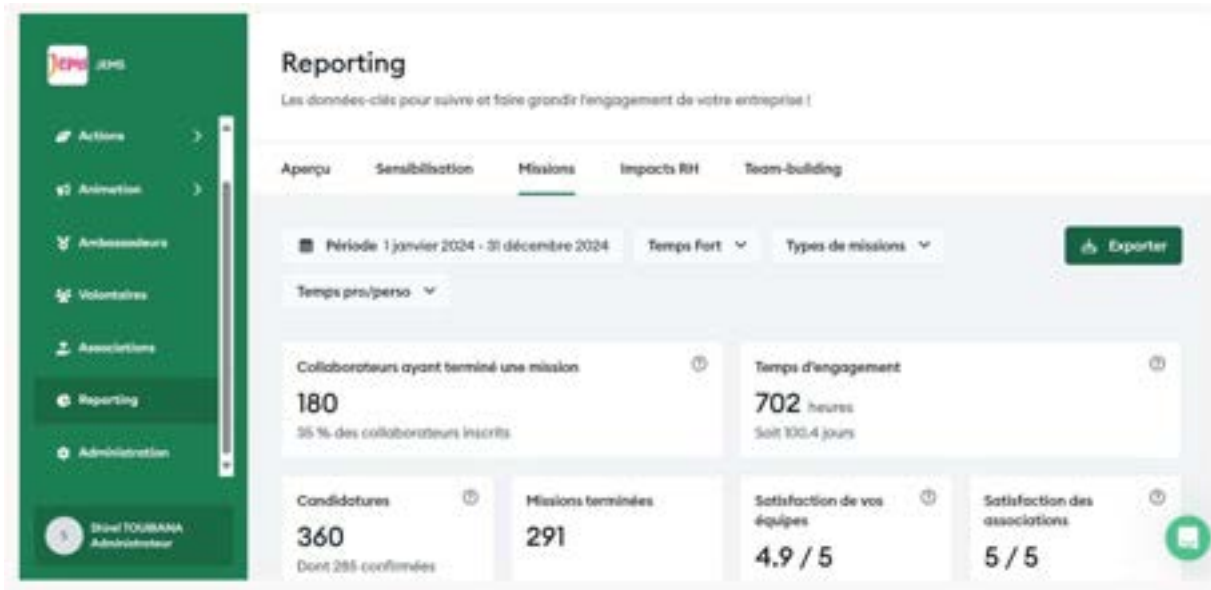 JEMS
Actions
Animation
Ambassadeurs
Volontaires
Associations
Reporting
Administration
TOUBIANA
Administrateur
Reporting
Les données-clés pour suivre et faire grandir l'engagement de votre entreprise !
Aperçu Sensibilisation Missions Impacts RH Team-building
Période 1 janvier 2024 - 31 décembre 2024 Temps Fort Types de missions Exporter
Temps pro/perso
Collaborateurs ayant terminé une mission
180
35 % des collaborateurs inscrits
Temps d'engagement
702 heures
Soit 100.4 jours
Candidatures
360
Dont 285 confirmées
Missions terminées
291
Satisfaction de vos
équipes
4.9 / 5
Satisfaction des
associations
5 / 5